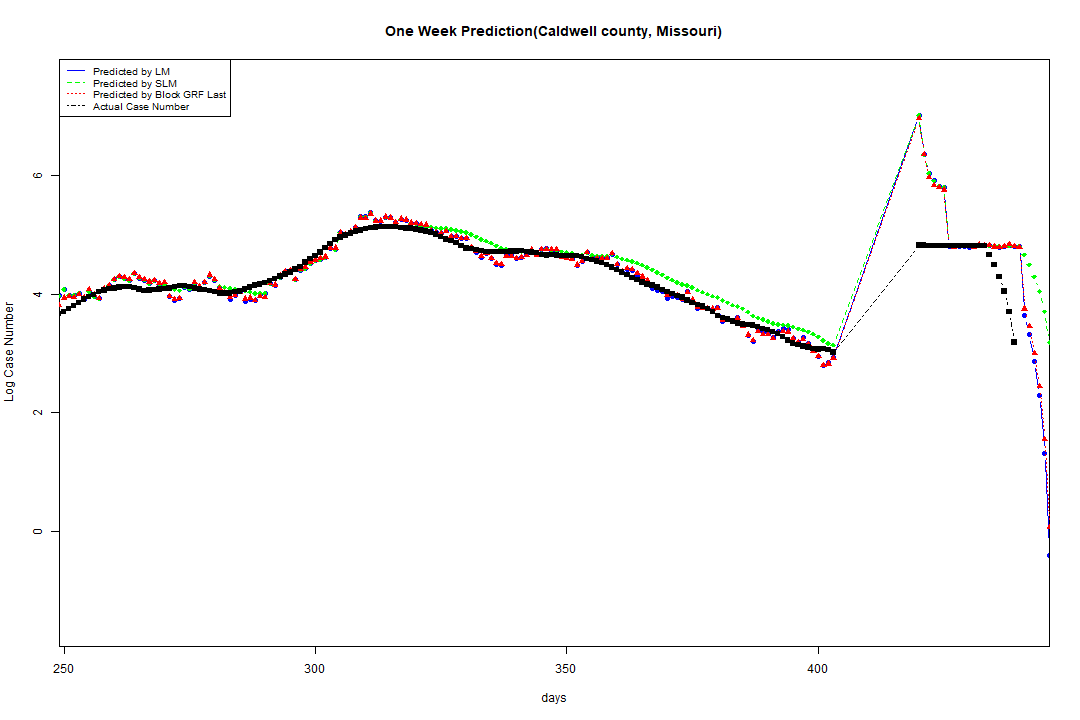 One Week Prediction(Caldwell county, Missouri)
Predicted by LM
Predicted by SLM
Predicted by Block GRF Last
Actual Case Number
Log Case Number
6
4
2
0
250 300 350 400
days